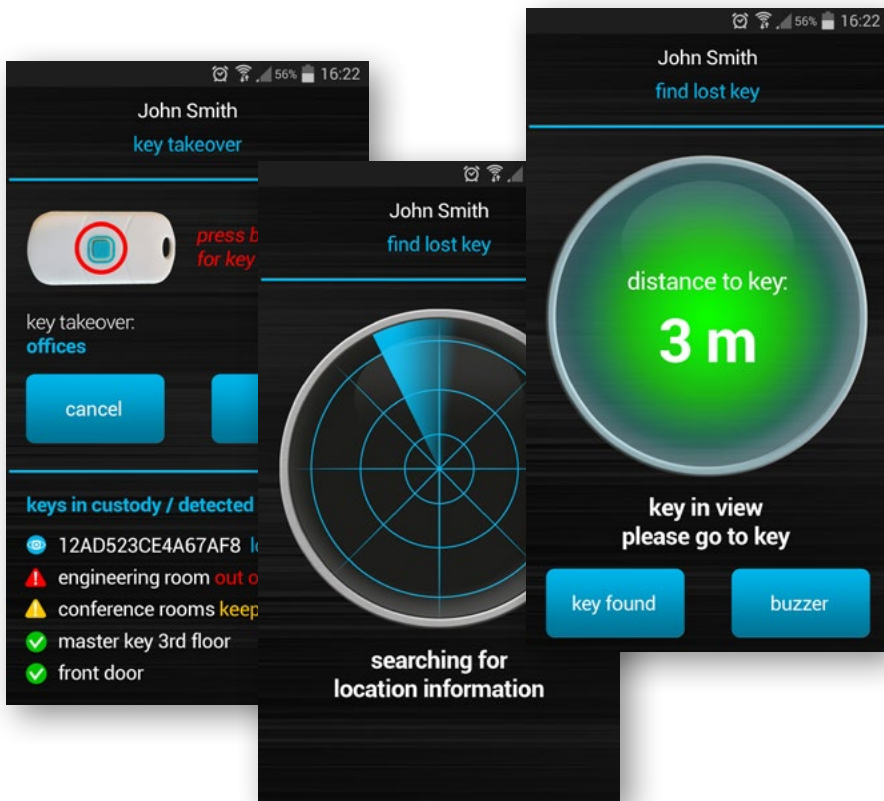 56% 16:22
John Smith
key takeover
press
for key
key takeover:
offices
cancel
keys in custody / detected
12AD523CE4A67AF8
engineering room out
conference rooms keep
master key 3rd floor
front door
John Smith
find lost key
searching for
location information
56% 16:22
John Smith
find lost key
distance to key:
3 m
key in view
please go to key
key found
buzzer